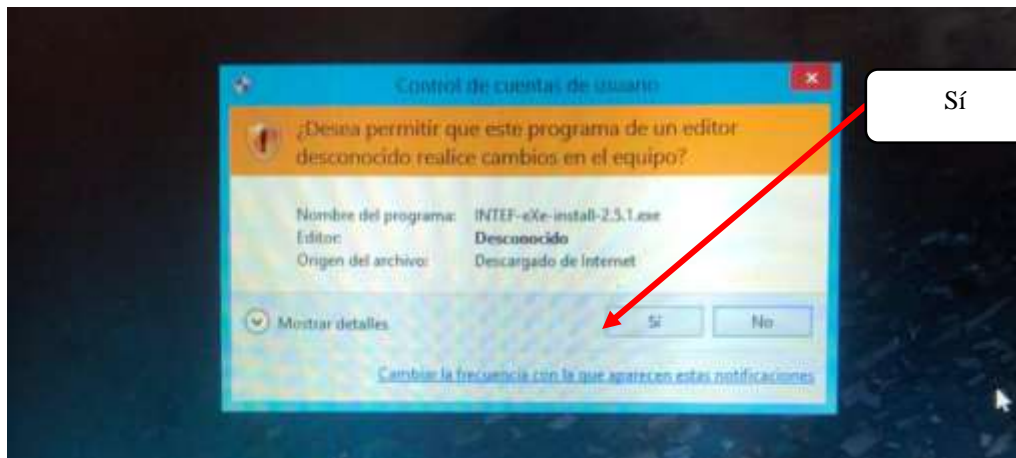 Control de cuentas de usuario
¿Desea permitir que este programa de un editor
desconocido realice cambios en el equipo?
Sí
Nombre del programa: INTEF-eXe-install-2.5.1.exe
Editor: Desconocido
Origen del archivo: Descargado de Internet
Mostrar detalles
Sí
No
Cambiar la frecuencia con la que aparecen estas notificaciones